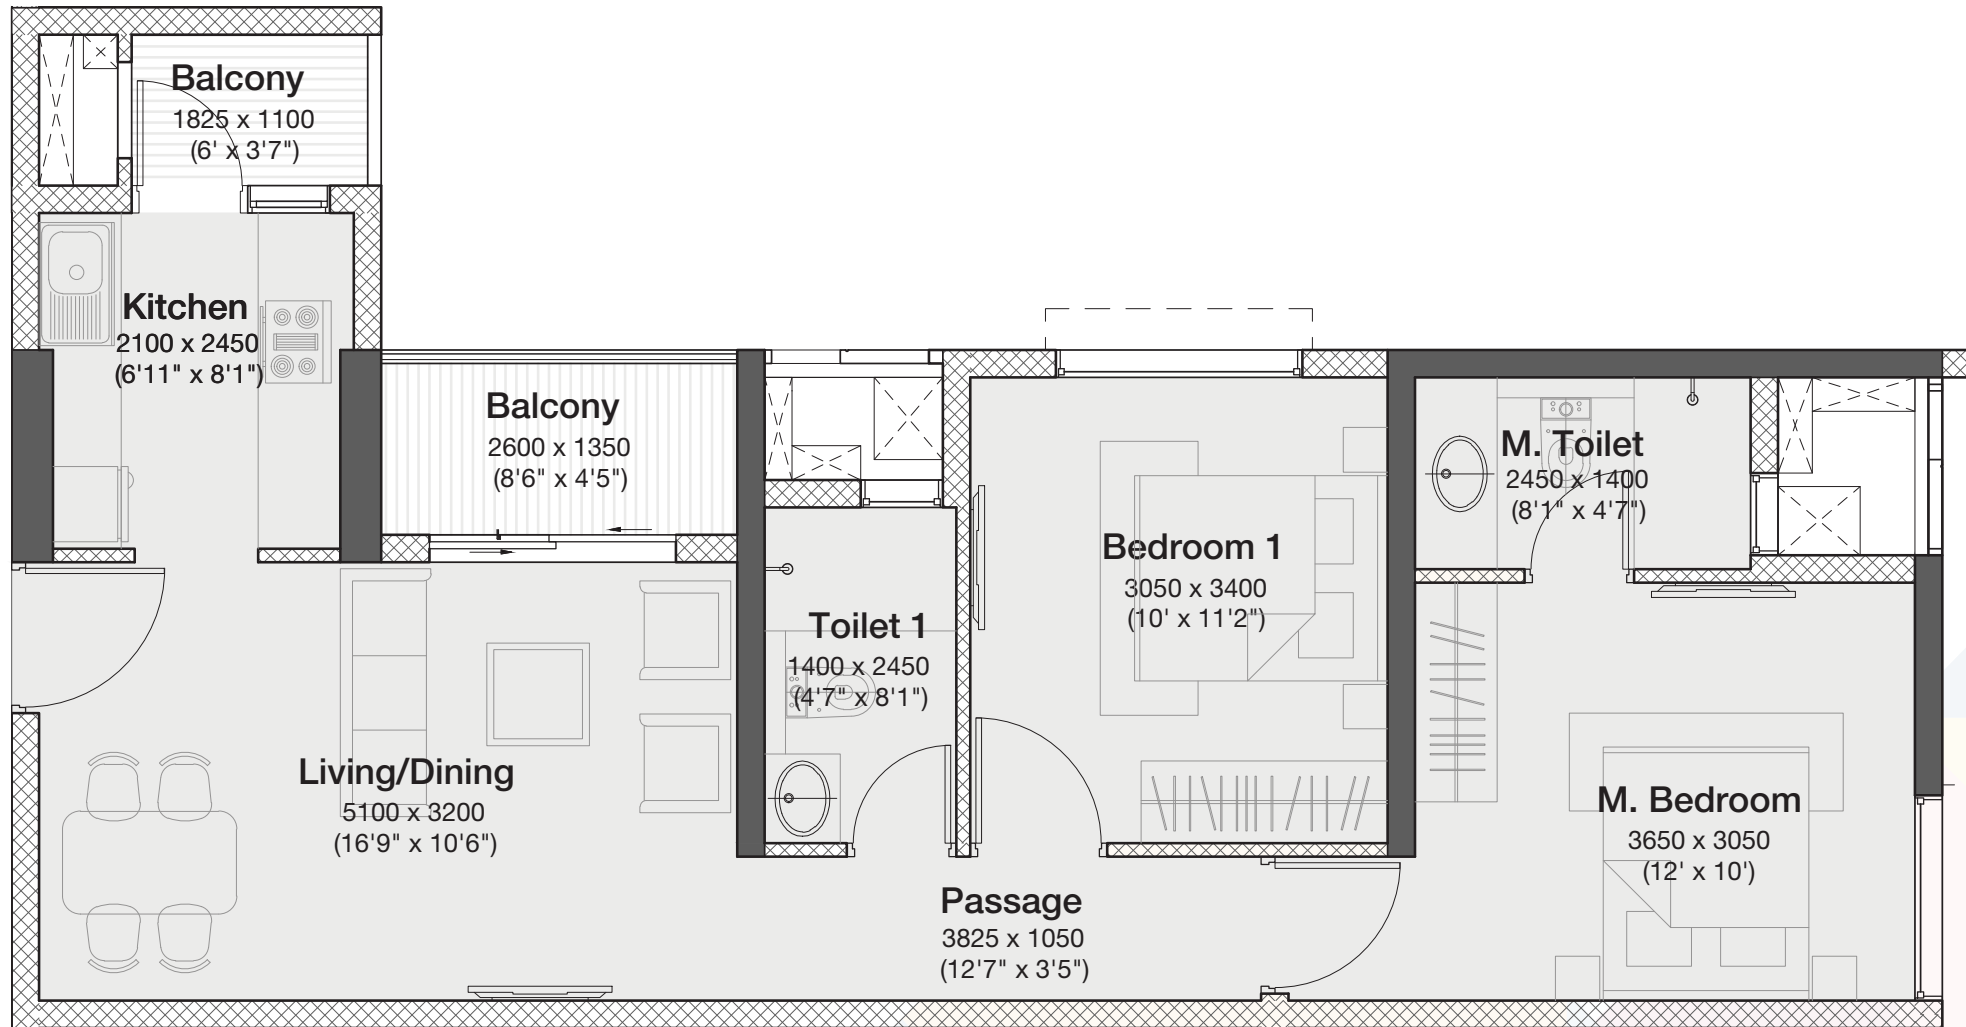 Balcony
1825 x 1100
(6' x 3'7")
Kitchen
2100 x 2450
(6'11" x 8'1")
Balcony
2600 x 1350
(8'6" x 4'5")
M. Toilet
2450 x 1400
(8'1" x 4'7")
Bedroom 1
3050 x 3400
(10' x 11'2")
Toilet 1
1400 x 2450
(4'7" x 8'1")
Living/Dining
5100 x 3200
(16'9" x 10'6")
M. Bedroom
3650 x 3050
(12' x 10')
Passage
3825 x 1050
(12'7" x 3'5")